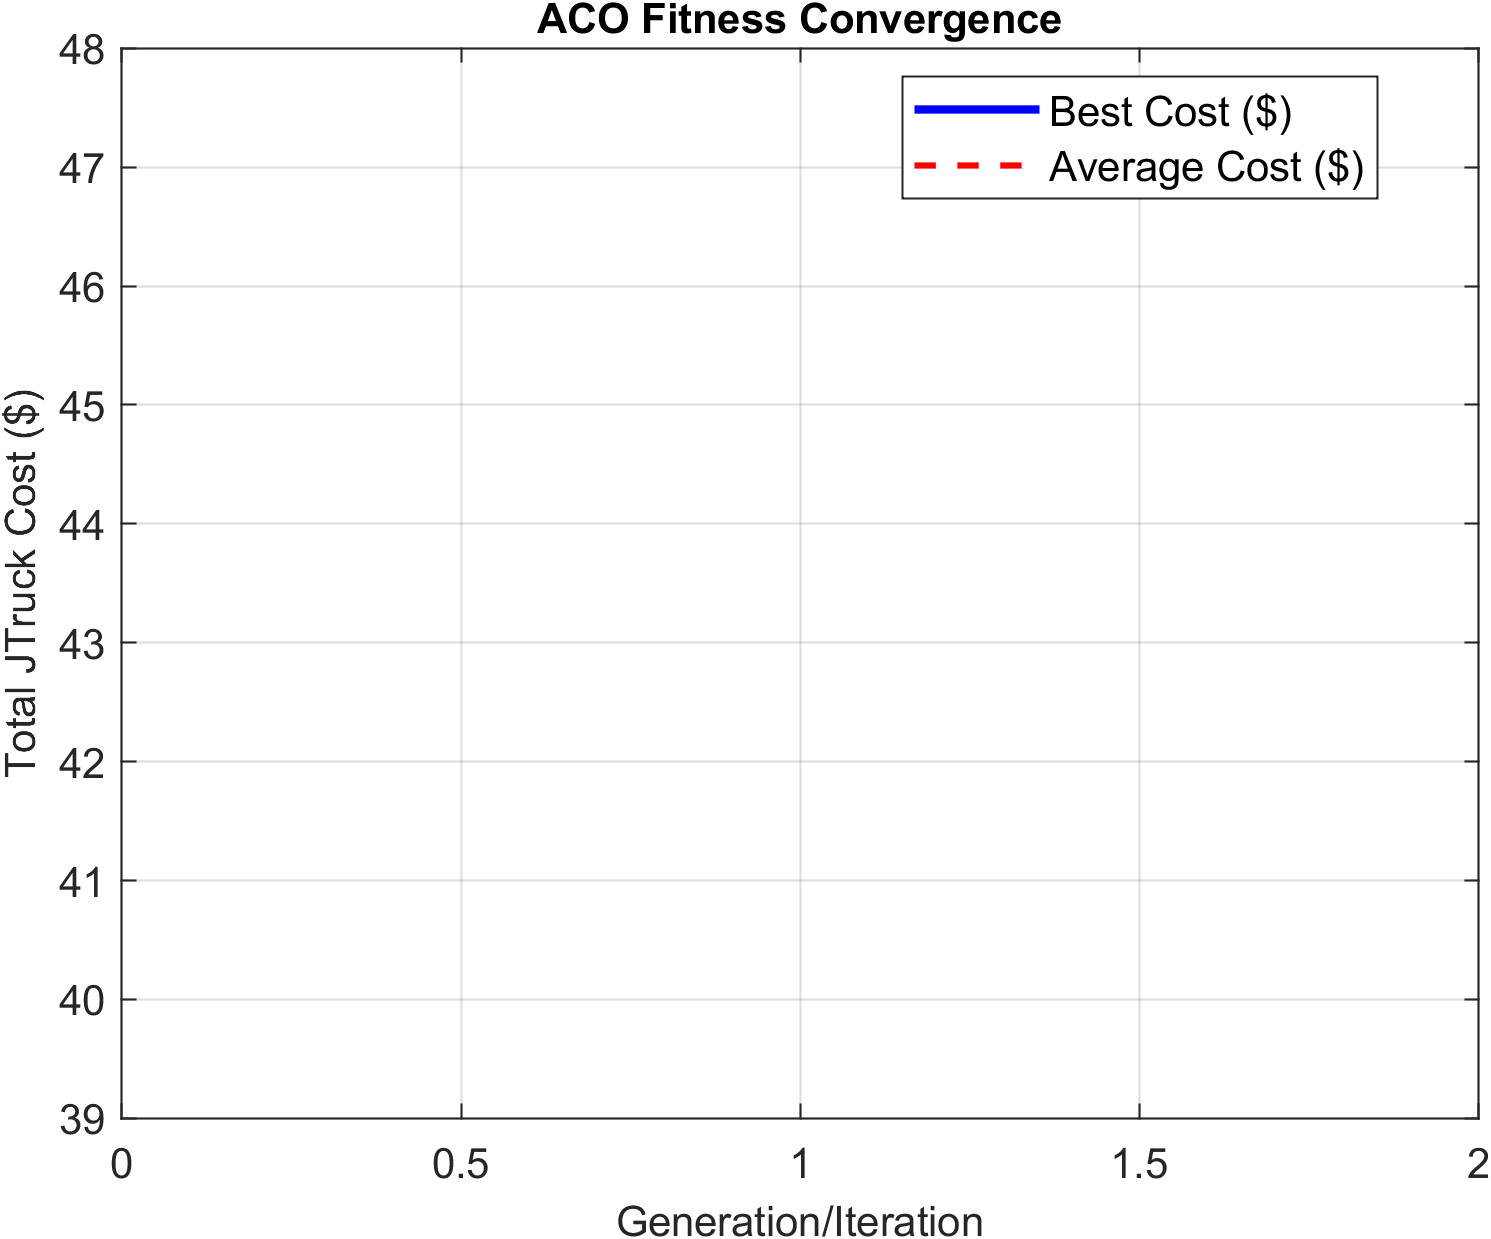 ACO Fitness Convergence
48
47
46
45
44
43
42
41
40
39
Total JTruck Cost ($)
Best Cost ($)
Average Cost ($)
0 0.5 1 1.5 2
Generation/Iteration